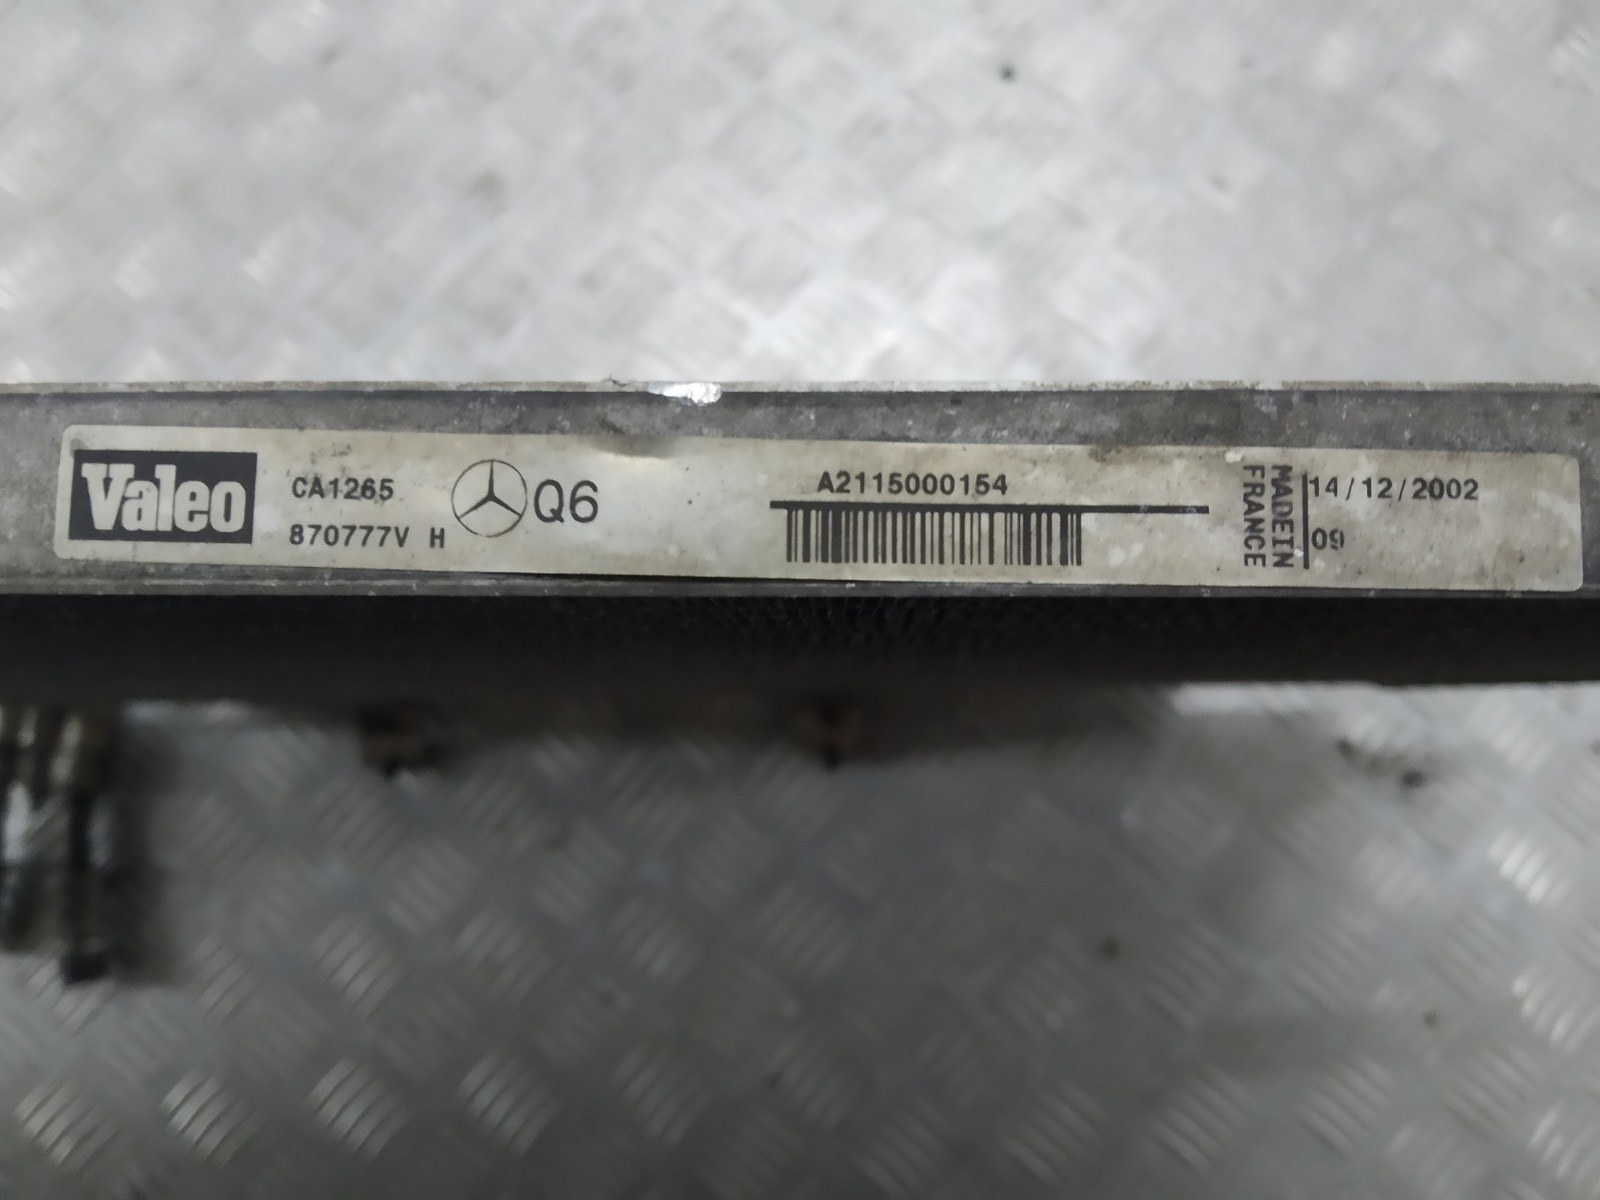 Valeo
CA1265
870777V H
Q6
A2115000154
MADE IN
FRANCE
14/12/2002
09